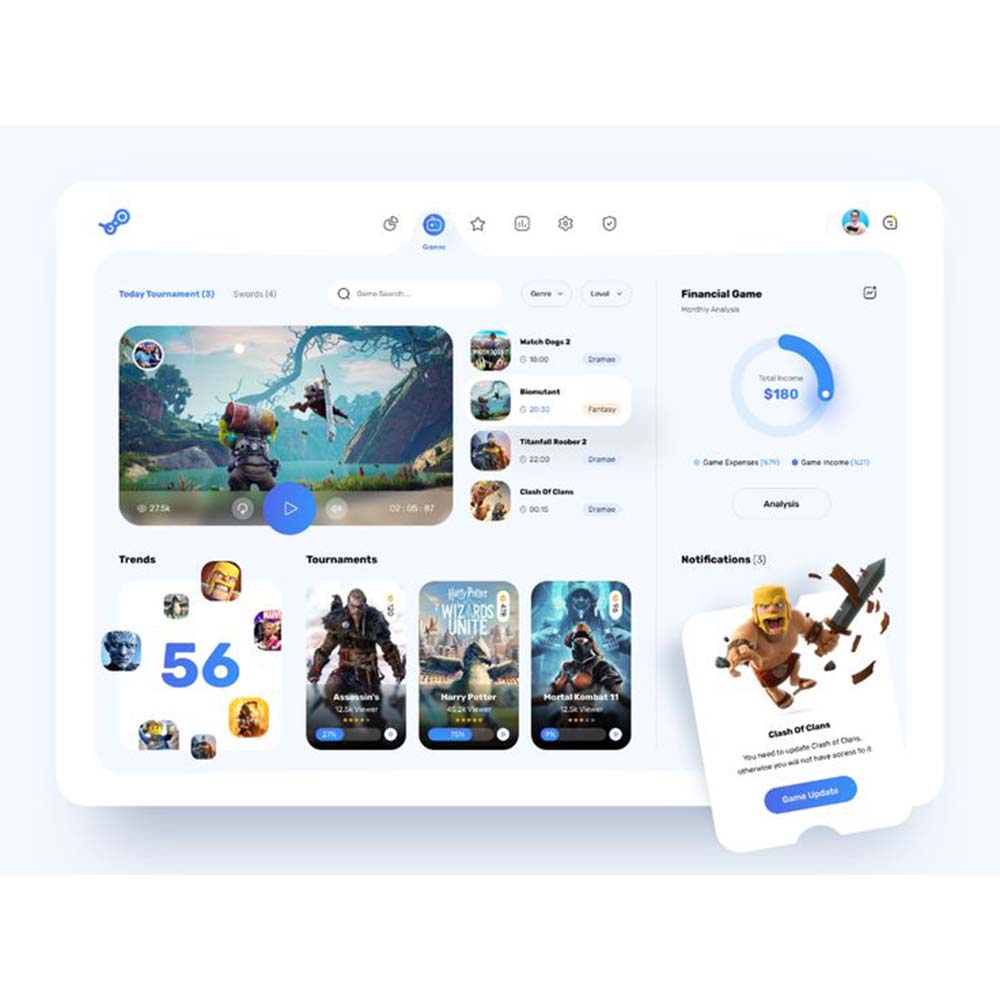 Games
Today Tournament (3)
Swords (4)
Game Search...
Genre
Level
27.5k
02 : 05 : 87
Watch Dogs 2
18:00
Dramae
Biomutant
20:30
Fantasy
Titanfall Roober 2
22:00
Dramae
Clash Of Clans
00:15
Dramae
Financial Game
Monthly Analysis
Total Income
$180
Game Expenses (%79)
Game Income (%21)
Analysis
Trends
56
Tournaments
120
Assassin's
12.5k Viewer
27%
Harry Potter
WIZARDS
UNITE
478
Harry Potter
45.2k Viewer
75%
96
Mortal Kombat 11
12.5k Viewer
9%
Notifications (3)
Clash Of Clans
You need to update Clash of Clans,
otherwise you will not have access to it
Game Update